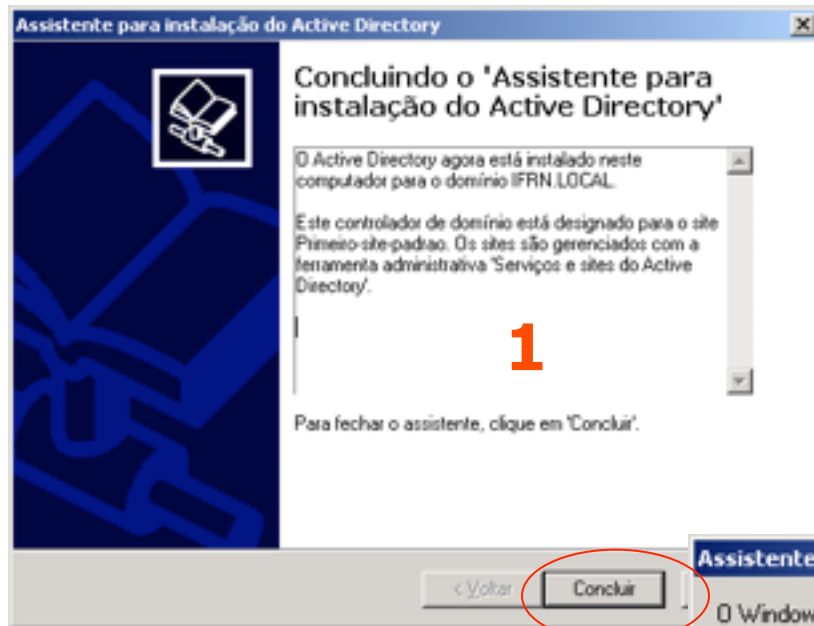 Assistente para instalação do Active Directory
Concluindo o 'Assistente para
instalação do Active Directory'
O Active Directory agora está instalado neste
computador para o domínio IFRN.LOCAL.
Este controlador de domínio está designado para o site
Primeiro-site-padrao. Os sites são gerenciados com a
ferramenta administrativa 'Serviços e sites do Active
Directory'.
1
Para fechar o assistente, clique em 'Concluir'.
< Voltar
Concluir
Assistente
O Window